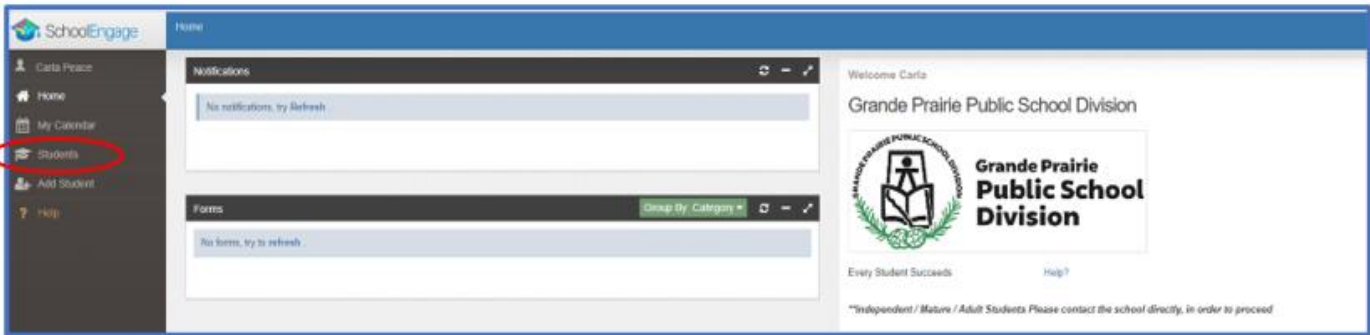 SchoolEngage
Home
Carla Peace
Home
My Calendar
Students
Add Student
Help
Notifications
No notifications, try Refresh
Forms
Group By: Category
No forms, try to refresh .
Welcome Carla
Grande Prairie Public School Division
GRANDE PRAIRIE PUBLIC SCHOOL DIVISION
Grande Prairie
Public School
Division
Every Student Succeeds
Help?
**Independent / Mature / Adult Students Please contact the school directly, in order to proceed